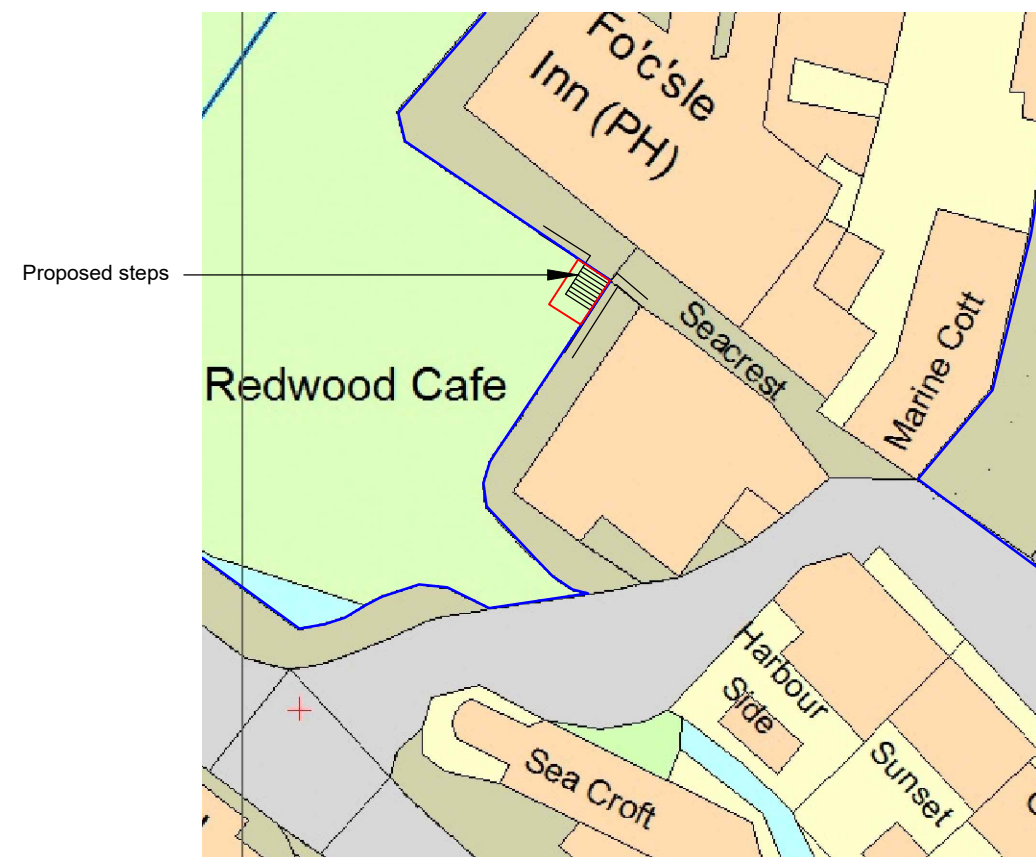 Fo'c'sle
Inn (PH)
Proposed steps
Seacrest
Marine Cott
Redwood Cafe
Harbour
Side
Sea Croft
Sunset